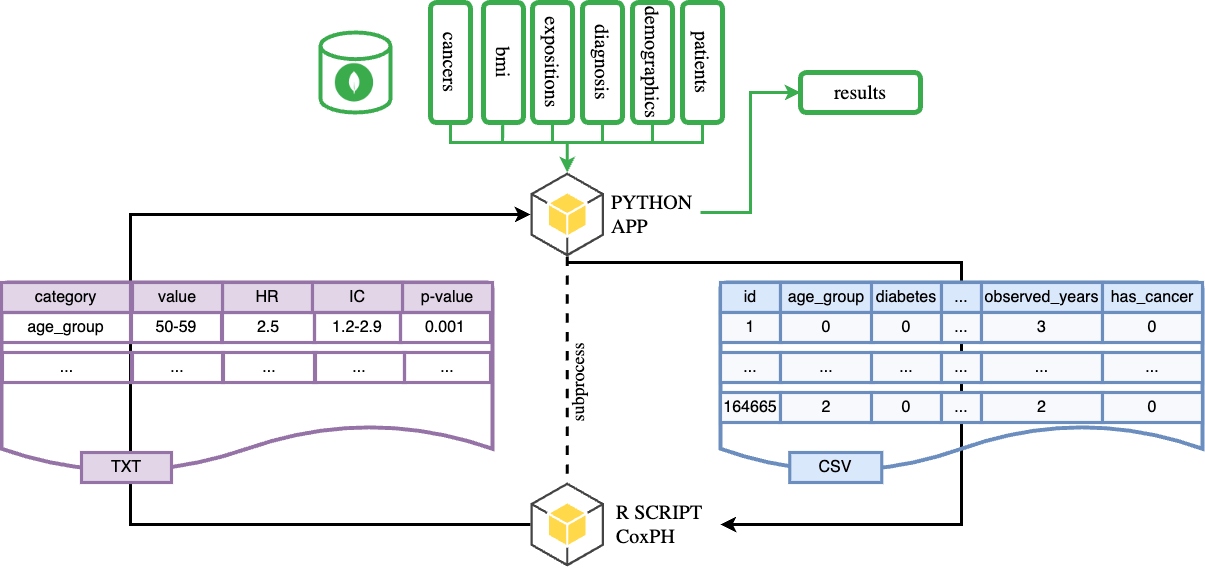 cancers
bmi
expositions
diagnosis
demographics
patients
results
PYTHON
APP
category value HR IC p-value
age_group 50-59 2.5 1.2-2.9 0.001
... ... ... ... ...
TXT
subprocess
id age_group diabetes ... observed_years has_cancer
1 0 0 ... 3 0
... ... ... ... ... ...
164665 2 0 ... 2 0
CSV
R SCRIPT
CoxPH